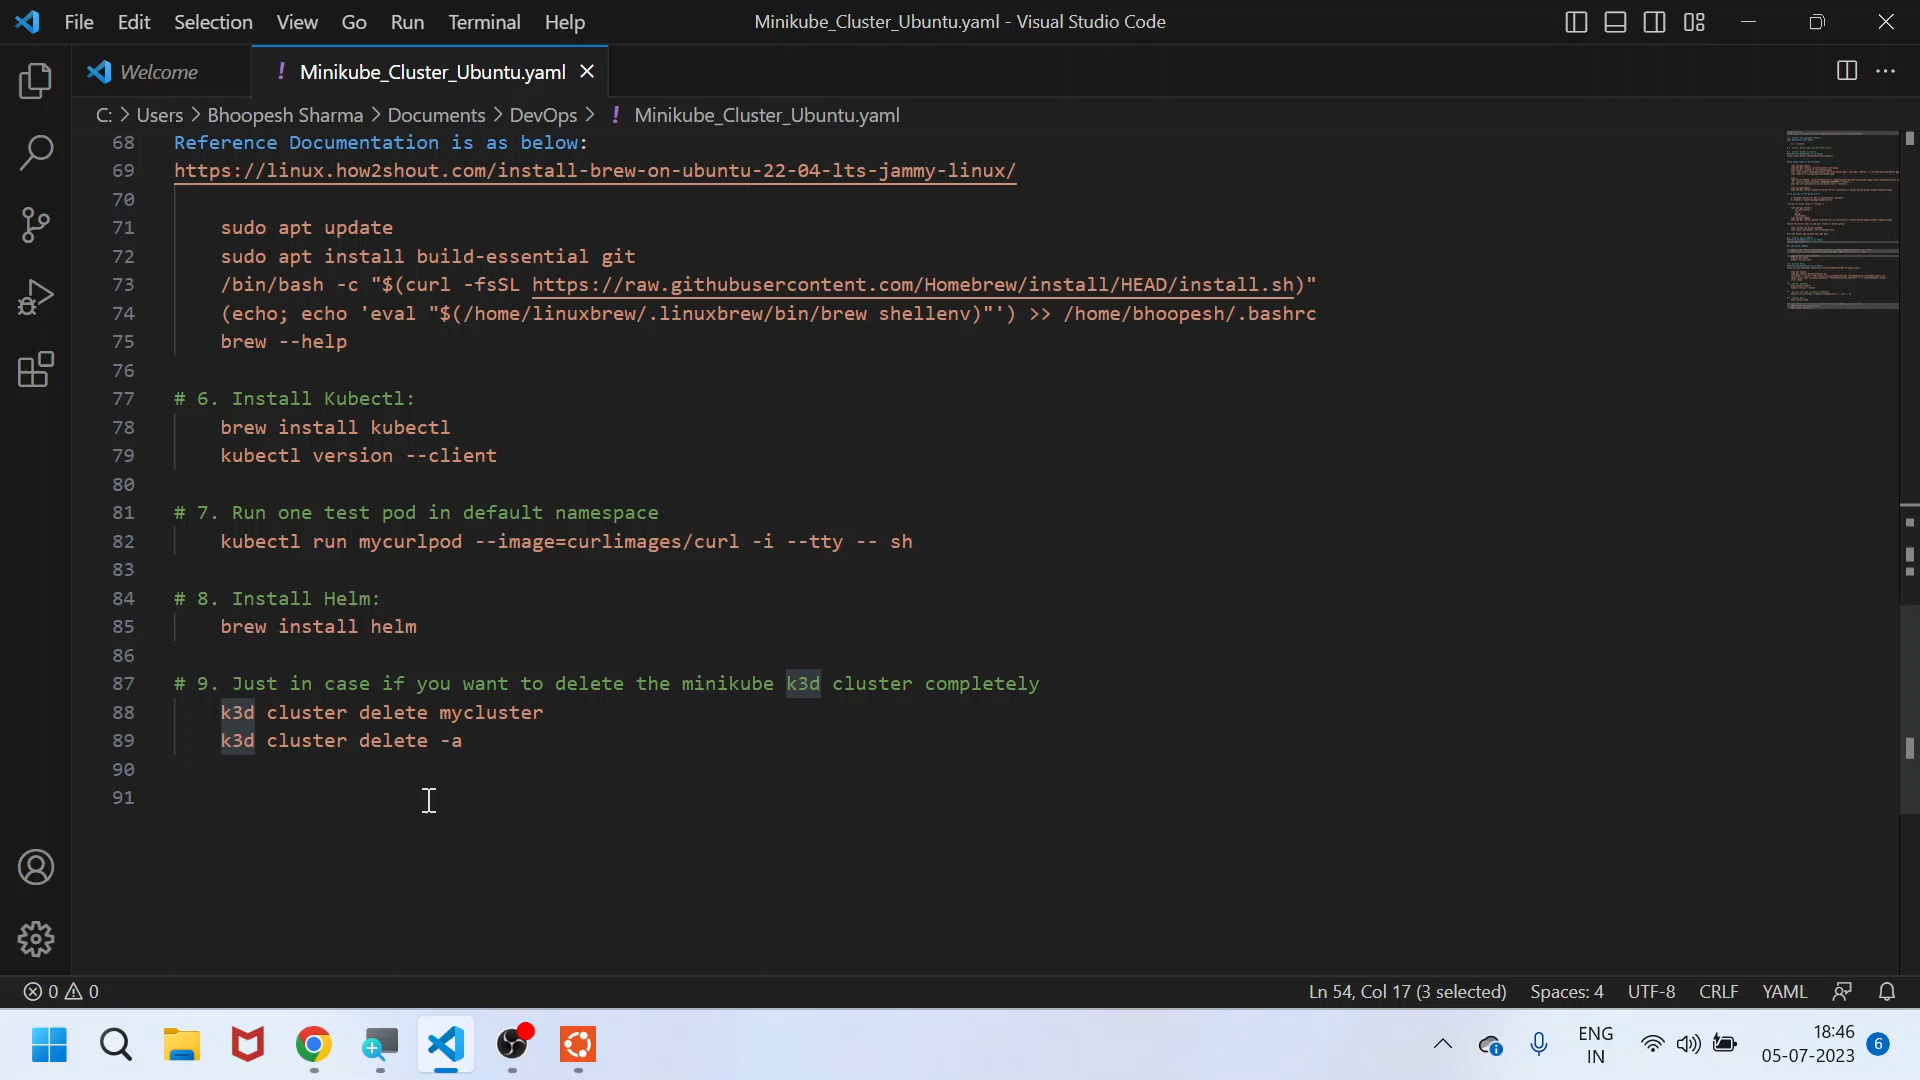 File Edit Selection View Go Run Terminal Help Minikube_Cluster_Ubuntu.yaml - Visual Studio Code
Welcome ! Minikube_Cluster_Ubuntu.yaml
C: > Users > Bhoopesh Sharma > Documents > DevOps > ! Minikube_Cluster_Ubuntu.yaml
68 Reference Documentation is as below:
69 https://linux.how2shout.com/install-brew-on-ubuntu-22-04-lts-jammy-linux/
70
71 sudo apt update
72 sudo apt install build-essential git
73 /bin/bash -c "$(curl -fsSL https://raw.githubusercontent.com/Homebrew/install/HEAD/install.sh)"
74 (echo; echo 'eval "$(/home/linuxbrew/.linuxbrew/bin/brew shellenv)"') >> /home/bhoopesh/.bashrc
75 brew --help
76
77 # 6. Install Kubectl:
78 brew install kubectl
79 kubectl version --client
80
81 # 7. Run one test pod in default namespace
82 kubectl run mycurlpod --image=curlimages/curl -i --tty -- sh
83
84 # 8. Install Helm:
85 brew install helm
86
87 # 9. Just in case if you want to delete the minikube k3d cluster completely
88 k3d cluster delete mycluster
89 k3d cluster delete -a
90
91
0 0 Ln 54, Col 17 (3 selected) Spaces: 4 UTF-8 CRLF YAML
ENG 18:46
IN 05-07-2023 6